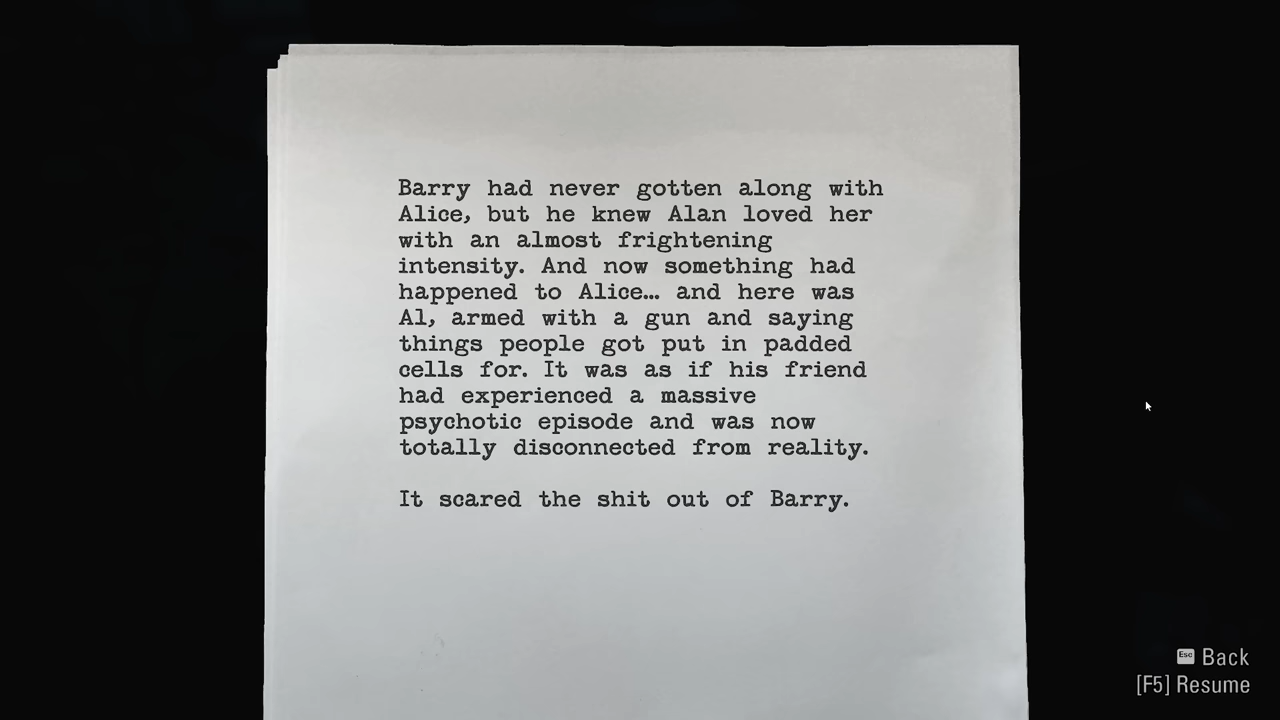 Barry had never gotten along with
Alice, but he knew Alan loved her
with an almost frightening
intensity. And now something had
happened to Alice... and here was
Al, armed with a gun and saying
things people got put in padded
cells for. It was as if his friend
had experienced a massive
psychotic episode and was now
totally disconnected from reality.
It scared the shit out of Barry.
Esc Back
[F5] Resume